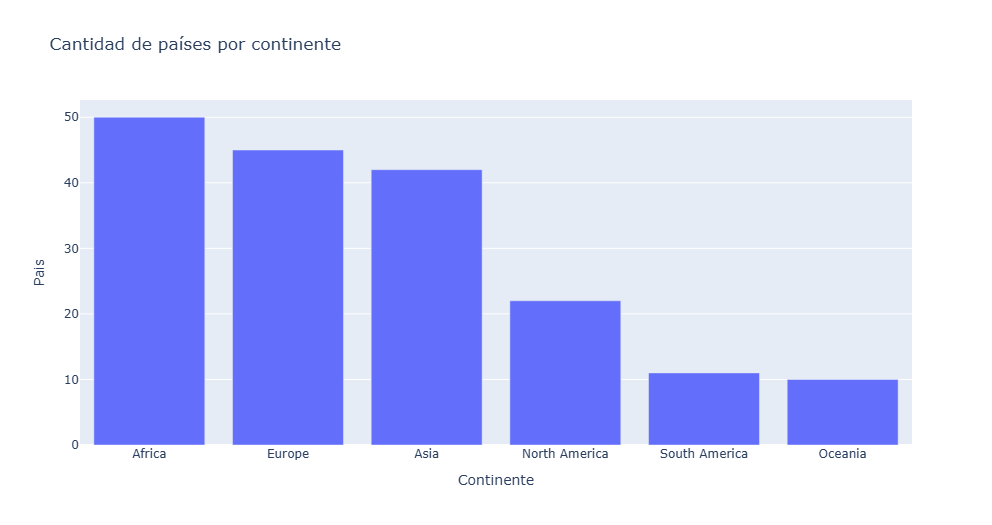 Cantidad de países por continente
50
40
30
20
10
0
Pais
Africa Europe Asia North America South America Oceania
Continente